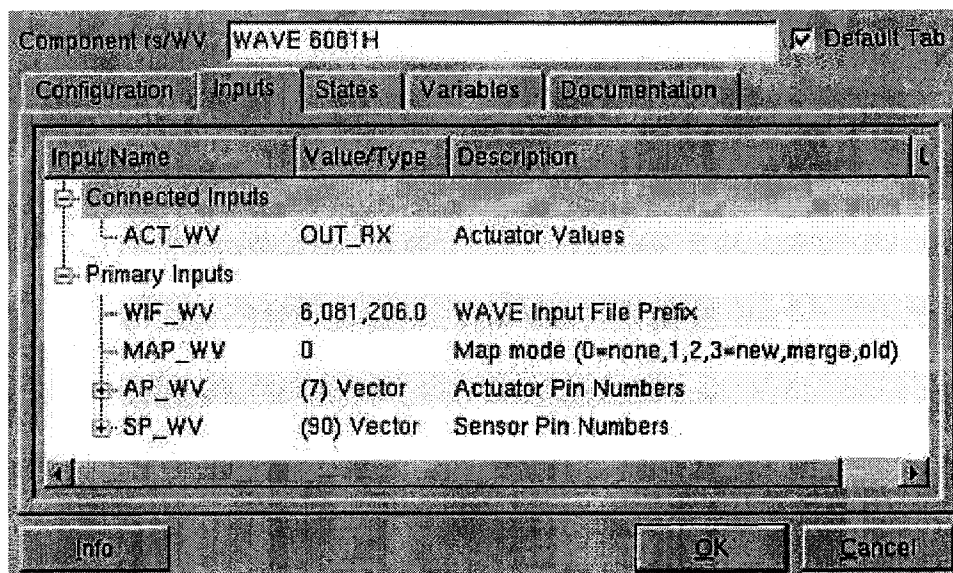 Component rs/WV WAVE 6081H Default Tab
Configuration Inputs States Variables Documentation
Input Name Value/Type Description
Connected Inputs
ACT_WV OUT_RX Actuator Values
Primary Inputs
WIF_WV 6,081,206.0 WAVE Input File Prefix
MAP_WV 0 Map mode (0=none,1,2,3=new,merge,old)
AP_WV (7) Vector Actuator Pin Numbers
SP_WV (90) Vector Sensor Pin Numbers
Info OK Cancel